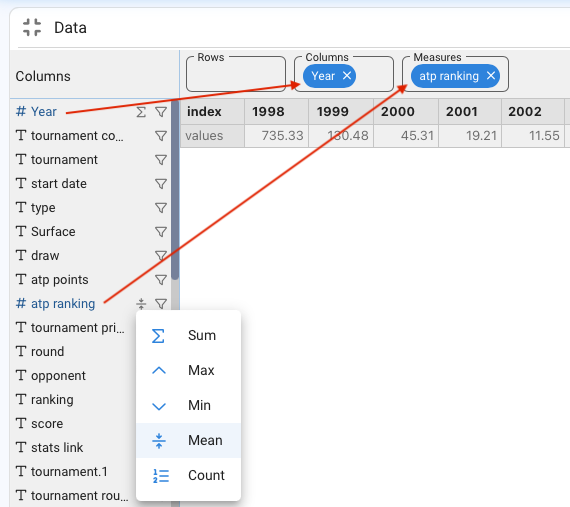 Data
Columns
Rows
Columns
Year
Measures
atp ranking
index 1998 1999 2000 2001 2002
values 735.33 130.48 45.31 19.21 11.55
# Year
tournament co...
tournament
start date
type
Surface
draw
atp points
# atp ranking
tournament pri...
round
opponent
ranking
score
stats link
tournament.1
tournament rou...
Sum
Max
Min
Mean
Count